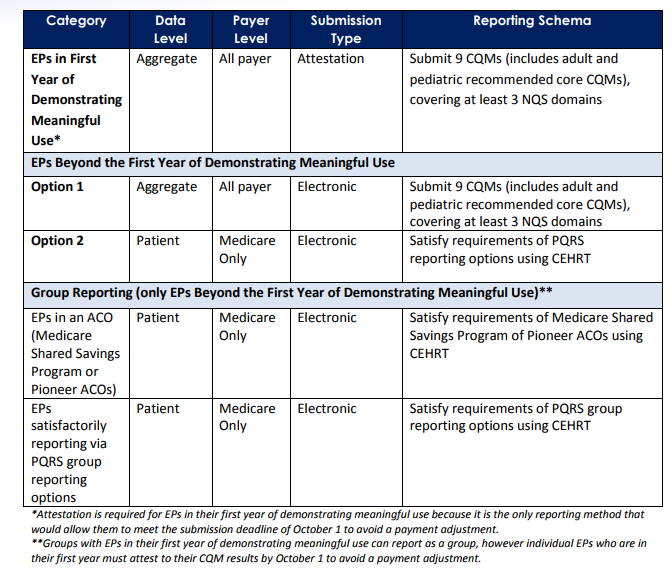 Category
Data Level
Payer Level
Submission Type
Reporting Schema
EPs in First
Year of
Demonstrating
Meaningful
Use*
Aggregate
All payer
Attestation
Submit 9 CQMs (includes adult and
pediatric recommended core CQMs),
covering at least 3 NQS domains
EPs Beyond the First Year of Demonstrating Meaningful Use
Option 1
Aggregate
All payer
Electronic
Submit 9 CQMs (includes adult and
pediatric recommended core CQMs),
covering at least 3 NQS domains
Option 2
Patient
Medicare
Only
Electronic
Satisfy requirements of PQRS
reporting options using CEHRT
Group Reporting (only EPs Beyond the First Year of Demonstrating Meaningful Use)**
EPs in an ACO
(Medicare
Shared Savings
Program or
Pioneer ACOs)
Patient
Medicare
Only
Electronic
Satisfy requirements of Medicare Shared
Savings Program of Pioneer ACOs using
CEHRT
EPs
satisfactorily
reporting via
PQRS group
reporting
options
Patient
Medicare
Only
Electronic
Satisfy requirements of PQRS group
reporting options using CEHRT
*Attestation is required for EPs in their first year of demonstrating meaningful use because it is the only reporting method that
would allow them to meet the submission deadline of October 1 to avoid a payment adjustment.
**Groups with EPs in their first year of demonstrating meaningful use can report as a group, however individual EPs who are in
their first year must attest to their CQM results by October 1 to avoid a payment adjustment.